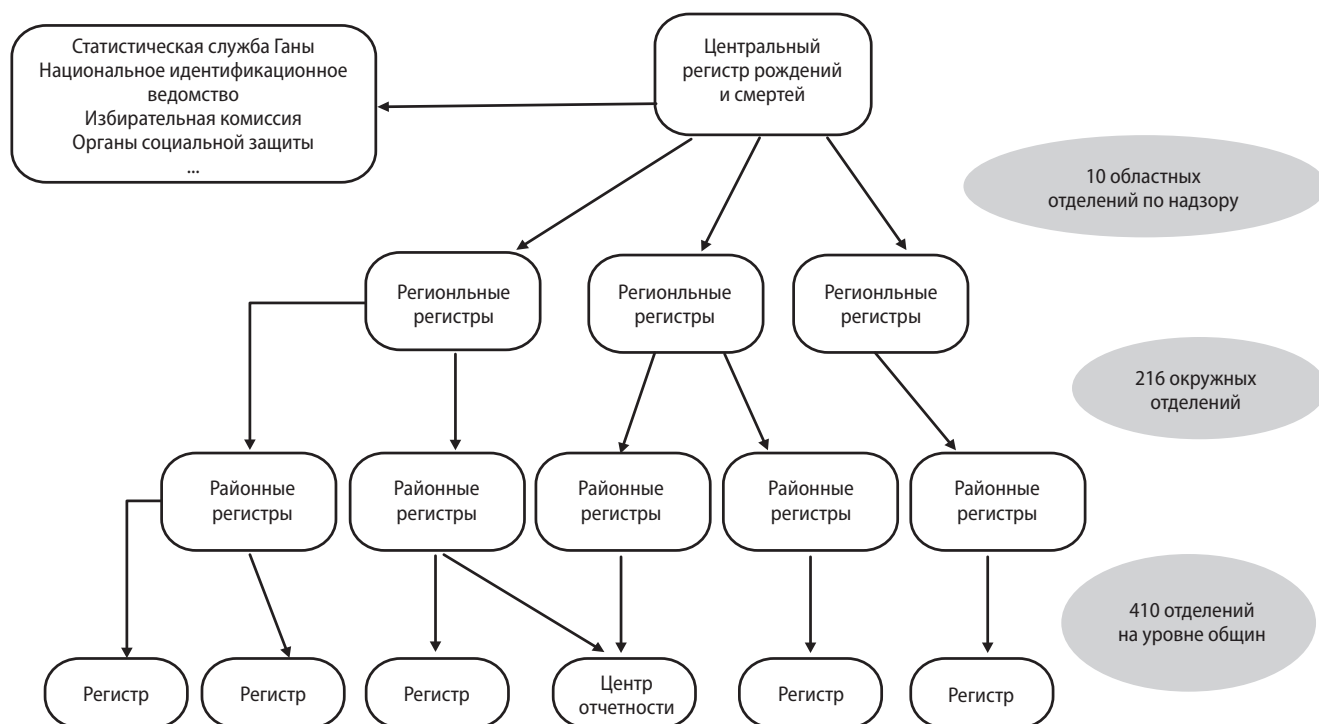 Статистическая служба Ганы
Национальное идентификационное
ведомство
Избирательная комиссия
Органы социальной защиты
...
Центральный
регистр рождений
и смертей
10 областных
отделений по надзору
Регионльные
регистры
Регионльные
регистры
Регионльные
регистры
216 окружных
отделений
Районные
регистры
Районные
регистры
Районные
регистры
Районные
регистры
Районные
регистры
410 отделений
на уровне общин
Регистр
Регистр
Регистр
Центр
отчетности
Регистр
Регистр